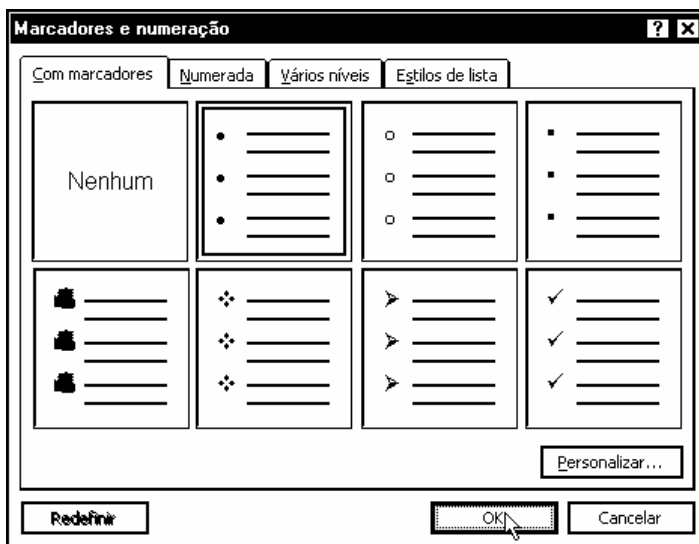 Marcadores e numeração
Com marcadores Numerada Vários níveis Estilos de lista
Nenhum
Personalizar...
Redefinir OK Cancelar